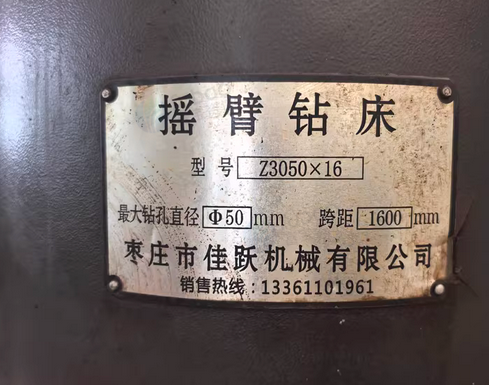 摇臂钻床
型号 Z3050×16
最大钻孔直径 Φ50 mm 跨距 1600 mm
枣庄市佳跃机械有限公司
销售热线：13361101961